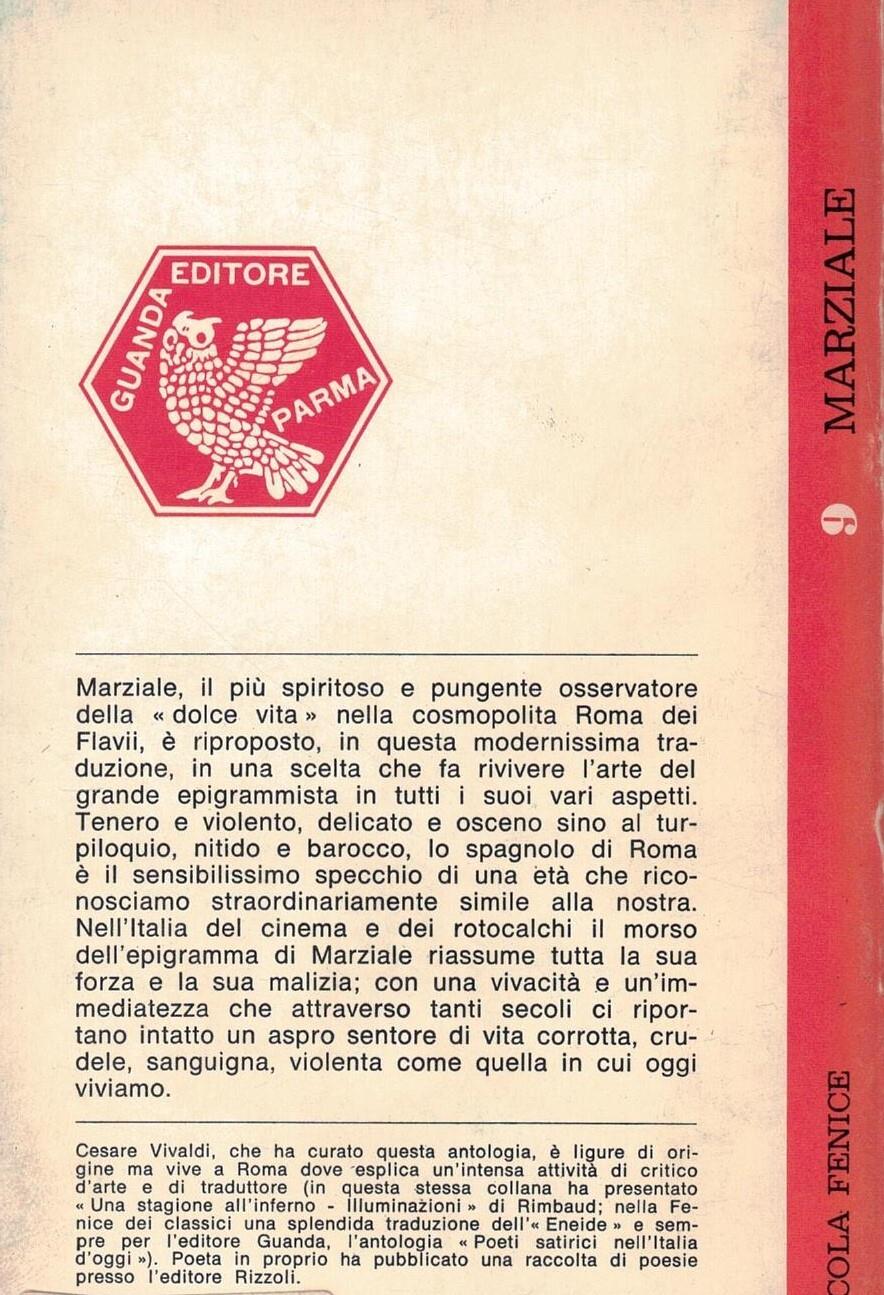 EDITORE
GUANDA
PARMA
Marziale, il più spiritoso e pungente osservatore
della « dolce vita » nella cosmopolita Roma dei
Flavii, è riproposto, in questa modernissima tra-
duzione, in una scelta che fa rivivere l'arte del
grande epigrammista in tutti i suoi vari aspetti.
Tenero e violento, delicato e osceno sino al tur-
piloquio, nitido e barocco, lo spagnolo di Roma
è il sensibilissimo specchio di una età che rico-
nosciamo straordinariamente simile alla nostra.
Nell'Italia del cinema e dei rotocalchi il morso
dell'epigramma di Marziale riassume tutta la sua
forza e la sua malizia; con una vivacità e un'im-
mediatezza che attraverso tanti secoli ci ripor-
tano intatto un aspro sentore di vita corrotta, cru-
dele, sanguigna, violenta come quella in cui oggi
viviamo.
Cesare Vivaldi, che ha curato questa antologia, è ligure di ori-
gine ma vive a Roma dove esplica un'intensa attività di critico
d'arte e di traduttore (in questa stessa collana ha presentato
« Una stagione all'inferno - Illuminazioni » di Rimbaud; nella Fe-
nice dei classici una splendida traduzione dell'« Eneide » e sem-
pre per l'editore Guanda, l'antologia « Poeti satirici nell'Italia
d'oggi »). Poeta in proprio ha pubblicato una raccolta di poesie
presso l'editore Rizzoli.
COLA FENICE
9
MARZIALE